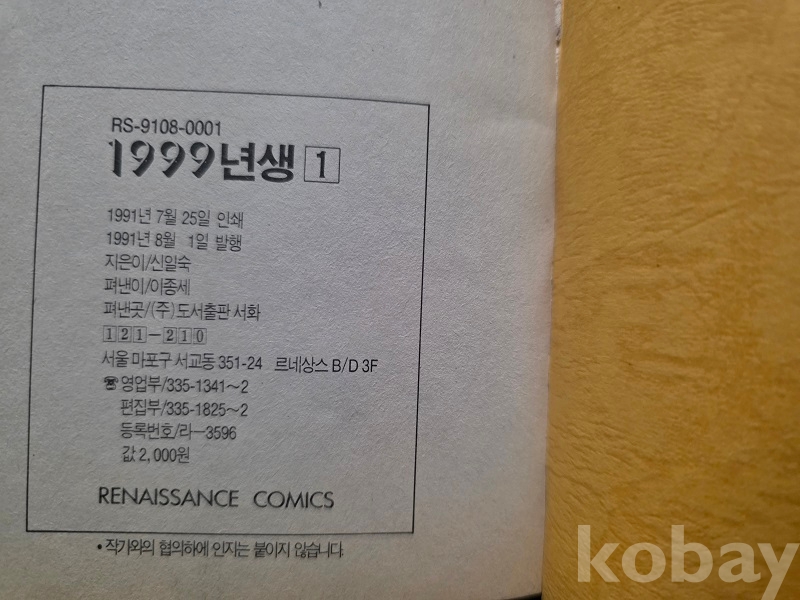 RS-9108-0001
1999년생 1
1991년 7월 25일 인쇄
1991년 8월 1일 발행
지은이/신일숙
펴낸이/이종세
펴낸곳/(주)도서출판 서화
121-210
서울 마포구 서교동 351-24 르네상스 B/D 3F
☎영업부/335-1341~2
편집부/335-1825~2
등록번호/라-3596
값 2,000원
RENAISSANCE COMICS
• 작가와의 협의하에 인지는 붙이지 않습니다.
kobay